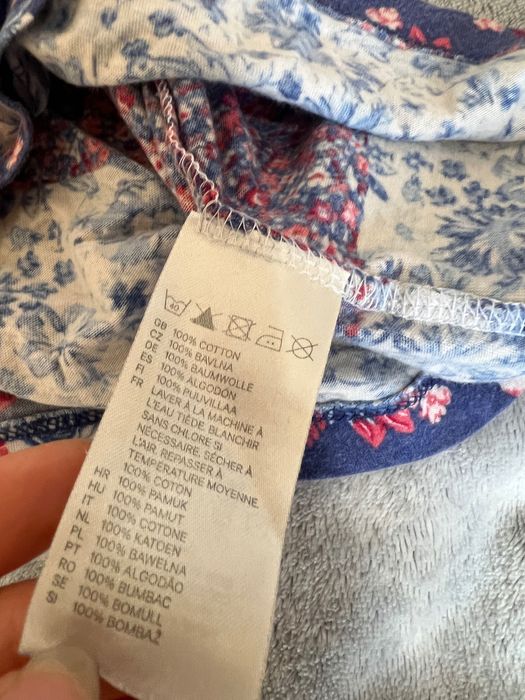 40
GB 100% COTTON
CZ 100% BAVLNA
DE 100% BAUMWOLLE
ES 100% ALGODÓN
FI 100% PUUVILLAA
FR LAVER À LA MACHINE À
L'EAU TIÈDE. BLANCHIR
SANS CHLORE SI
NÉCESSAIRE. SÉCHER À
L'AIR. REPASSER À
TEMPÉRATURE MOYENNE.
100% COTON
HR 100% PAMUK
HU 100% PAMUT
IT 100% COTONE
NL 100% KATOEN
PL 100% BAWEŁNA
PT 100% ALGODÃO
RO 100% BUMBAC
SE 100% BOMULL
SI 100% BOMBAŽ